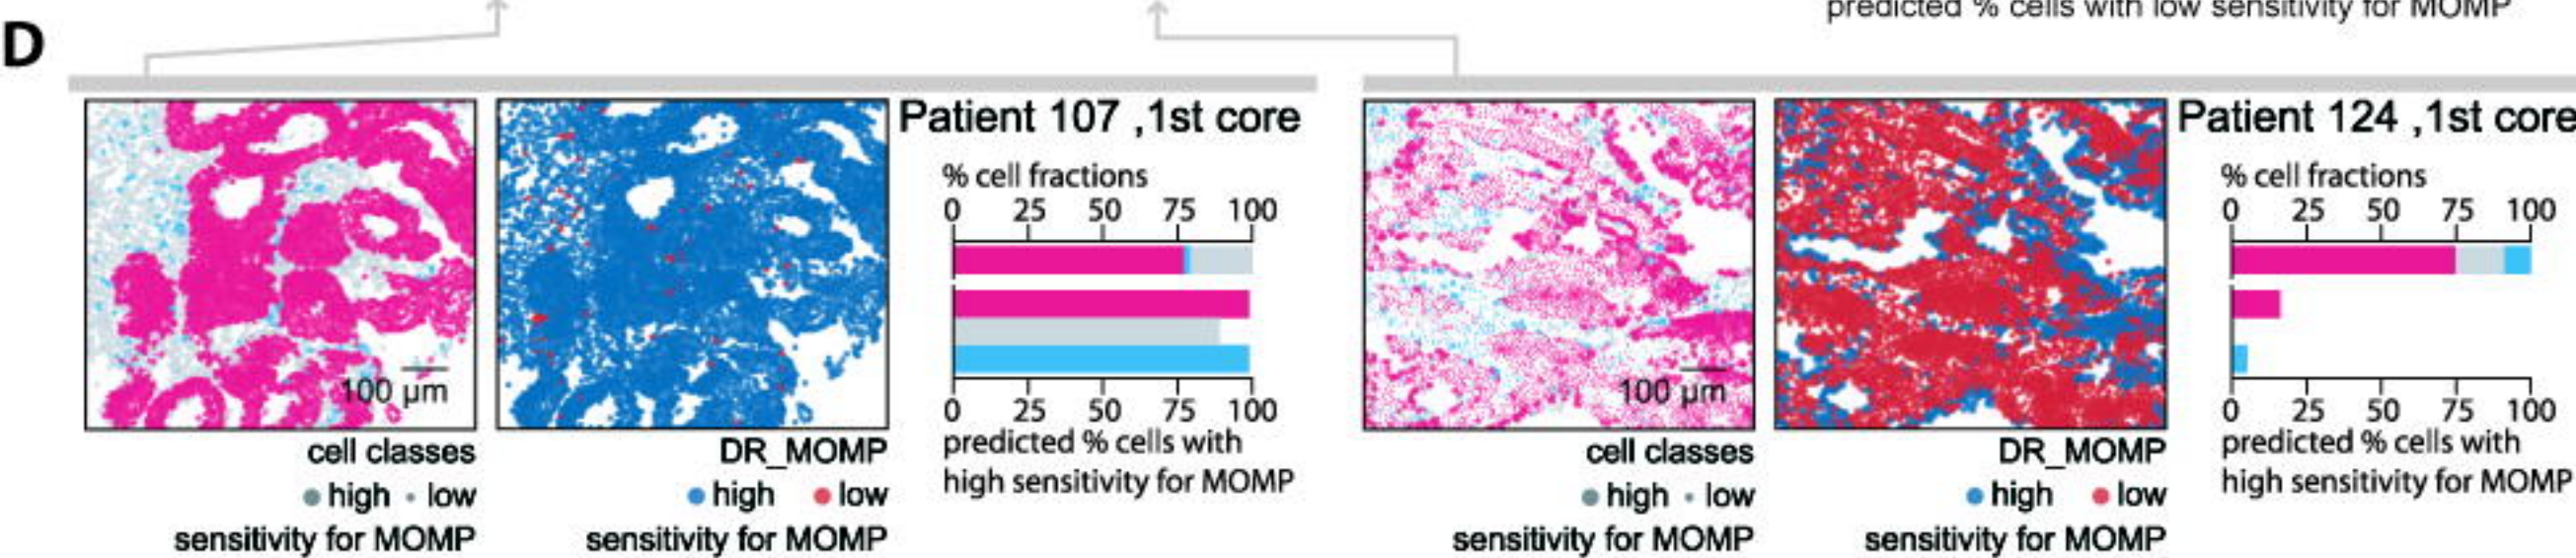 predicted % cells with low sensitivity for MOMP
D
Patient 107 ,1st core
% cell fractions
0 25 50 75 100
100 µm
0 25 50 75 100
predicted % cells with
high sensitivity for MOMP
cell classes
high low
sensitivity for MOMP
DR_MOMP
high low
sensitivity for MOMP
Patient 124 ,1st core
% cell fractions
0 25 50 75 100
100 µm
0 25 50 75 100
predicted % cells with
high sensitivity for MOMP
cell classes
high low
sensitivity for MOMP
DR_MOMP
high low
sensitivity for MOMP